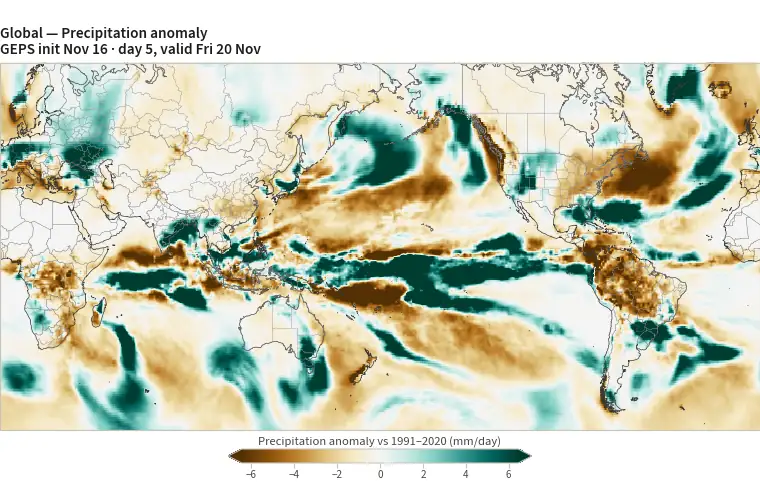 Global — Precipitation anomaly
GEPS init Nov 16 · day 5, valid Fri 20 Nov
Precipitation anomaly vs 1991–2020 (mm/day)
−6 −4 −2 0 2 4 6